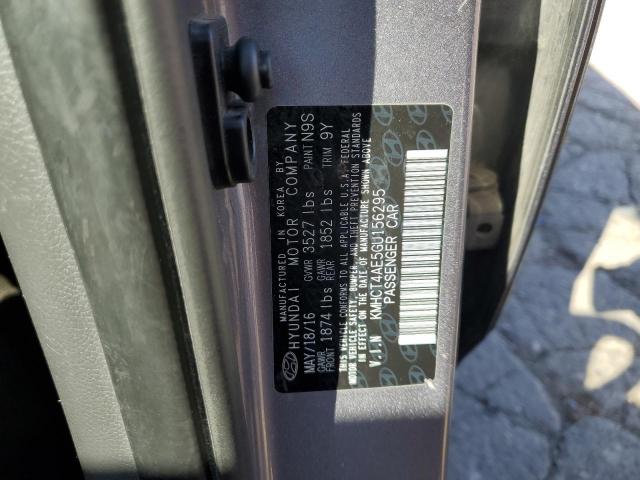 MANUFACTURED IN KOREA BY
HYUNDAI MOTOR COMPANY
MAY/18/16 GVWR 3527 lbs PAINT N9S
GAWR FRONT 1874 lbs GAWR REAR 1852 lbs TRIM 9Y
THIS VEHICLE CONFORMS TO ALL APPLICABLE U.S.A. FEDERAL
MOTOR VEHICLE SAFETY, BUMPER, AND THEFT PREVENTION STANDARDS
IN EFFECT ON THE DATE OF MANUFACTURE SHOWN ABOVE
V.I.N KMHCT4AE5GU156295
PASSENGER CAR